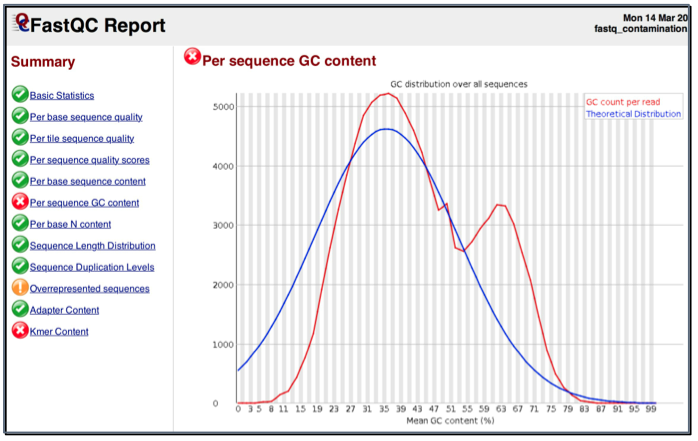 FastQC Report
Mon 14 Mar 20
fastq_contamination
Summary
Basic Statistics
Per base sequence quality
Per tile sequence quality
Per sequence quality scores
Per base sequence content
Per sequence GC content
Per base N content
Sequence Length Distribution
Sequence Duplication Levels
Overrepresented sequences
Adapter Content
Kmer Content
Per sequence GC content
GC distribution over all sequences
GC count per read
Theoretical Distribution
5000
4000
3000
2000
1000
0
0 3 5 8 11 15 19 23 27 31 35 39 43 47 51 55 59 63 67 71 75 79 83 87 91 95 99
Mean GC content (%)